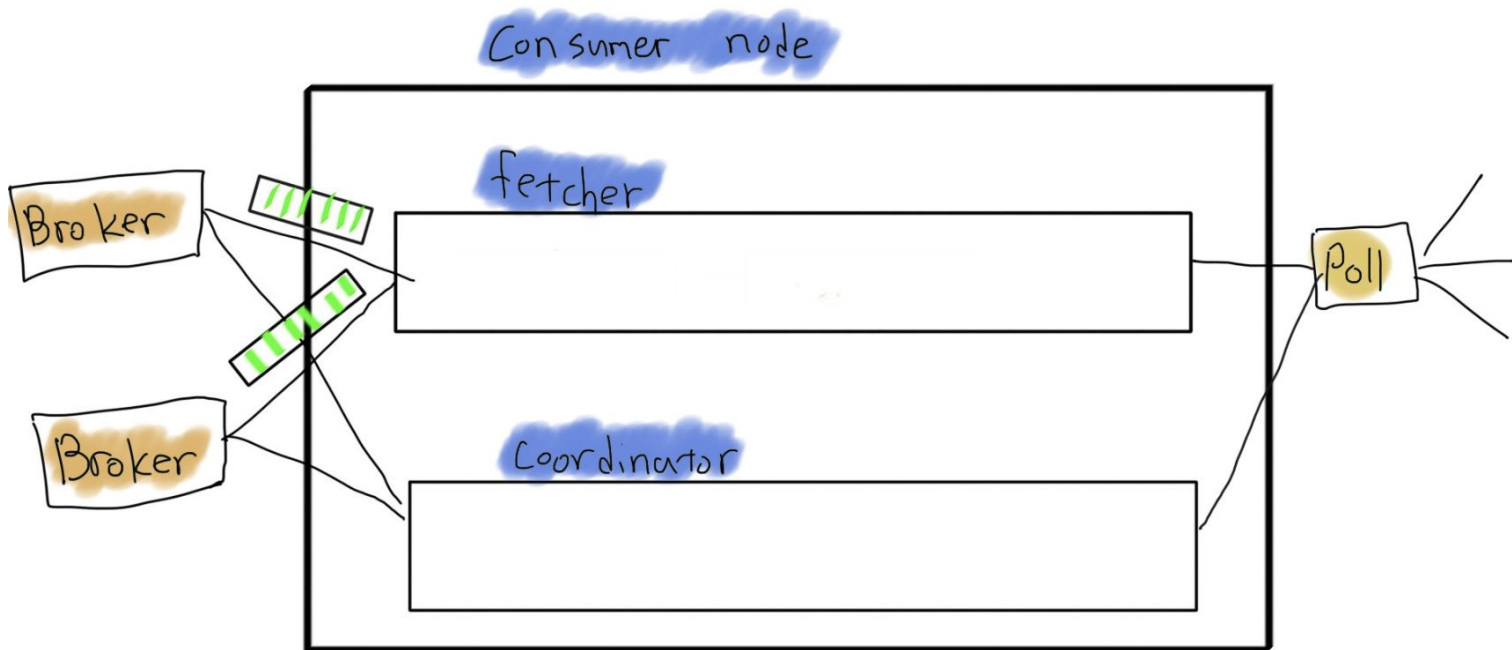 Consumer node
fetcher
Broker
Poll
Broker
Coordinator